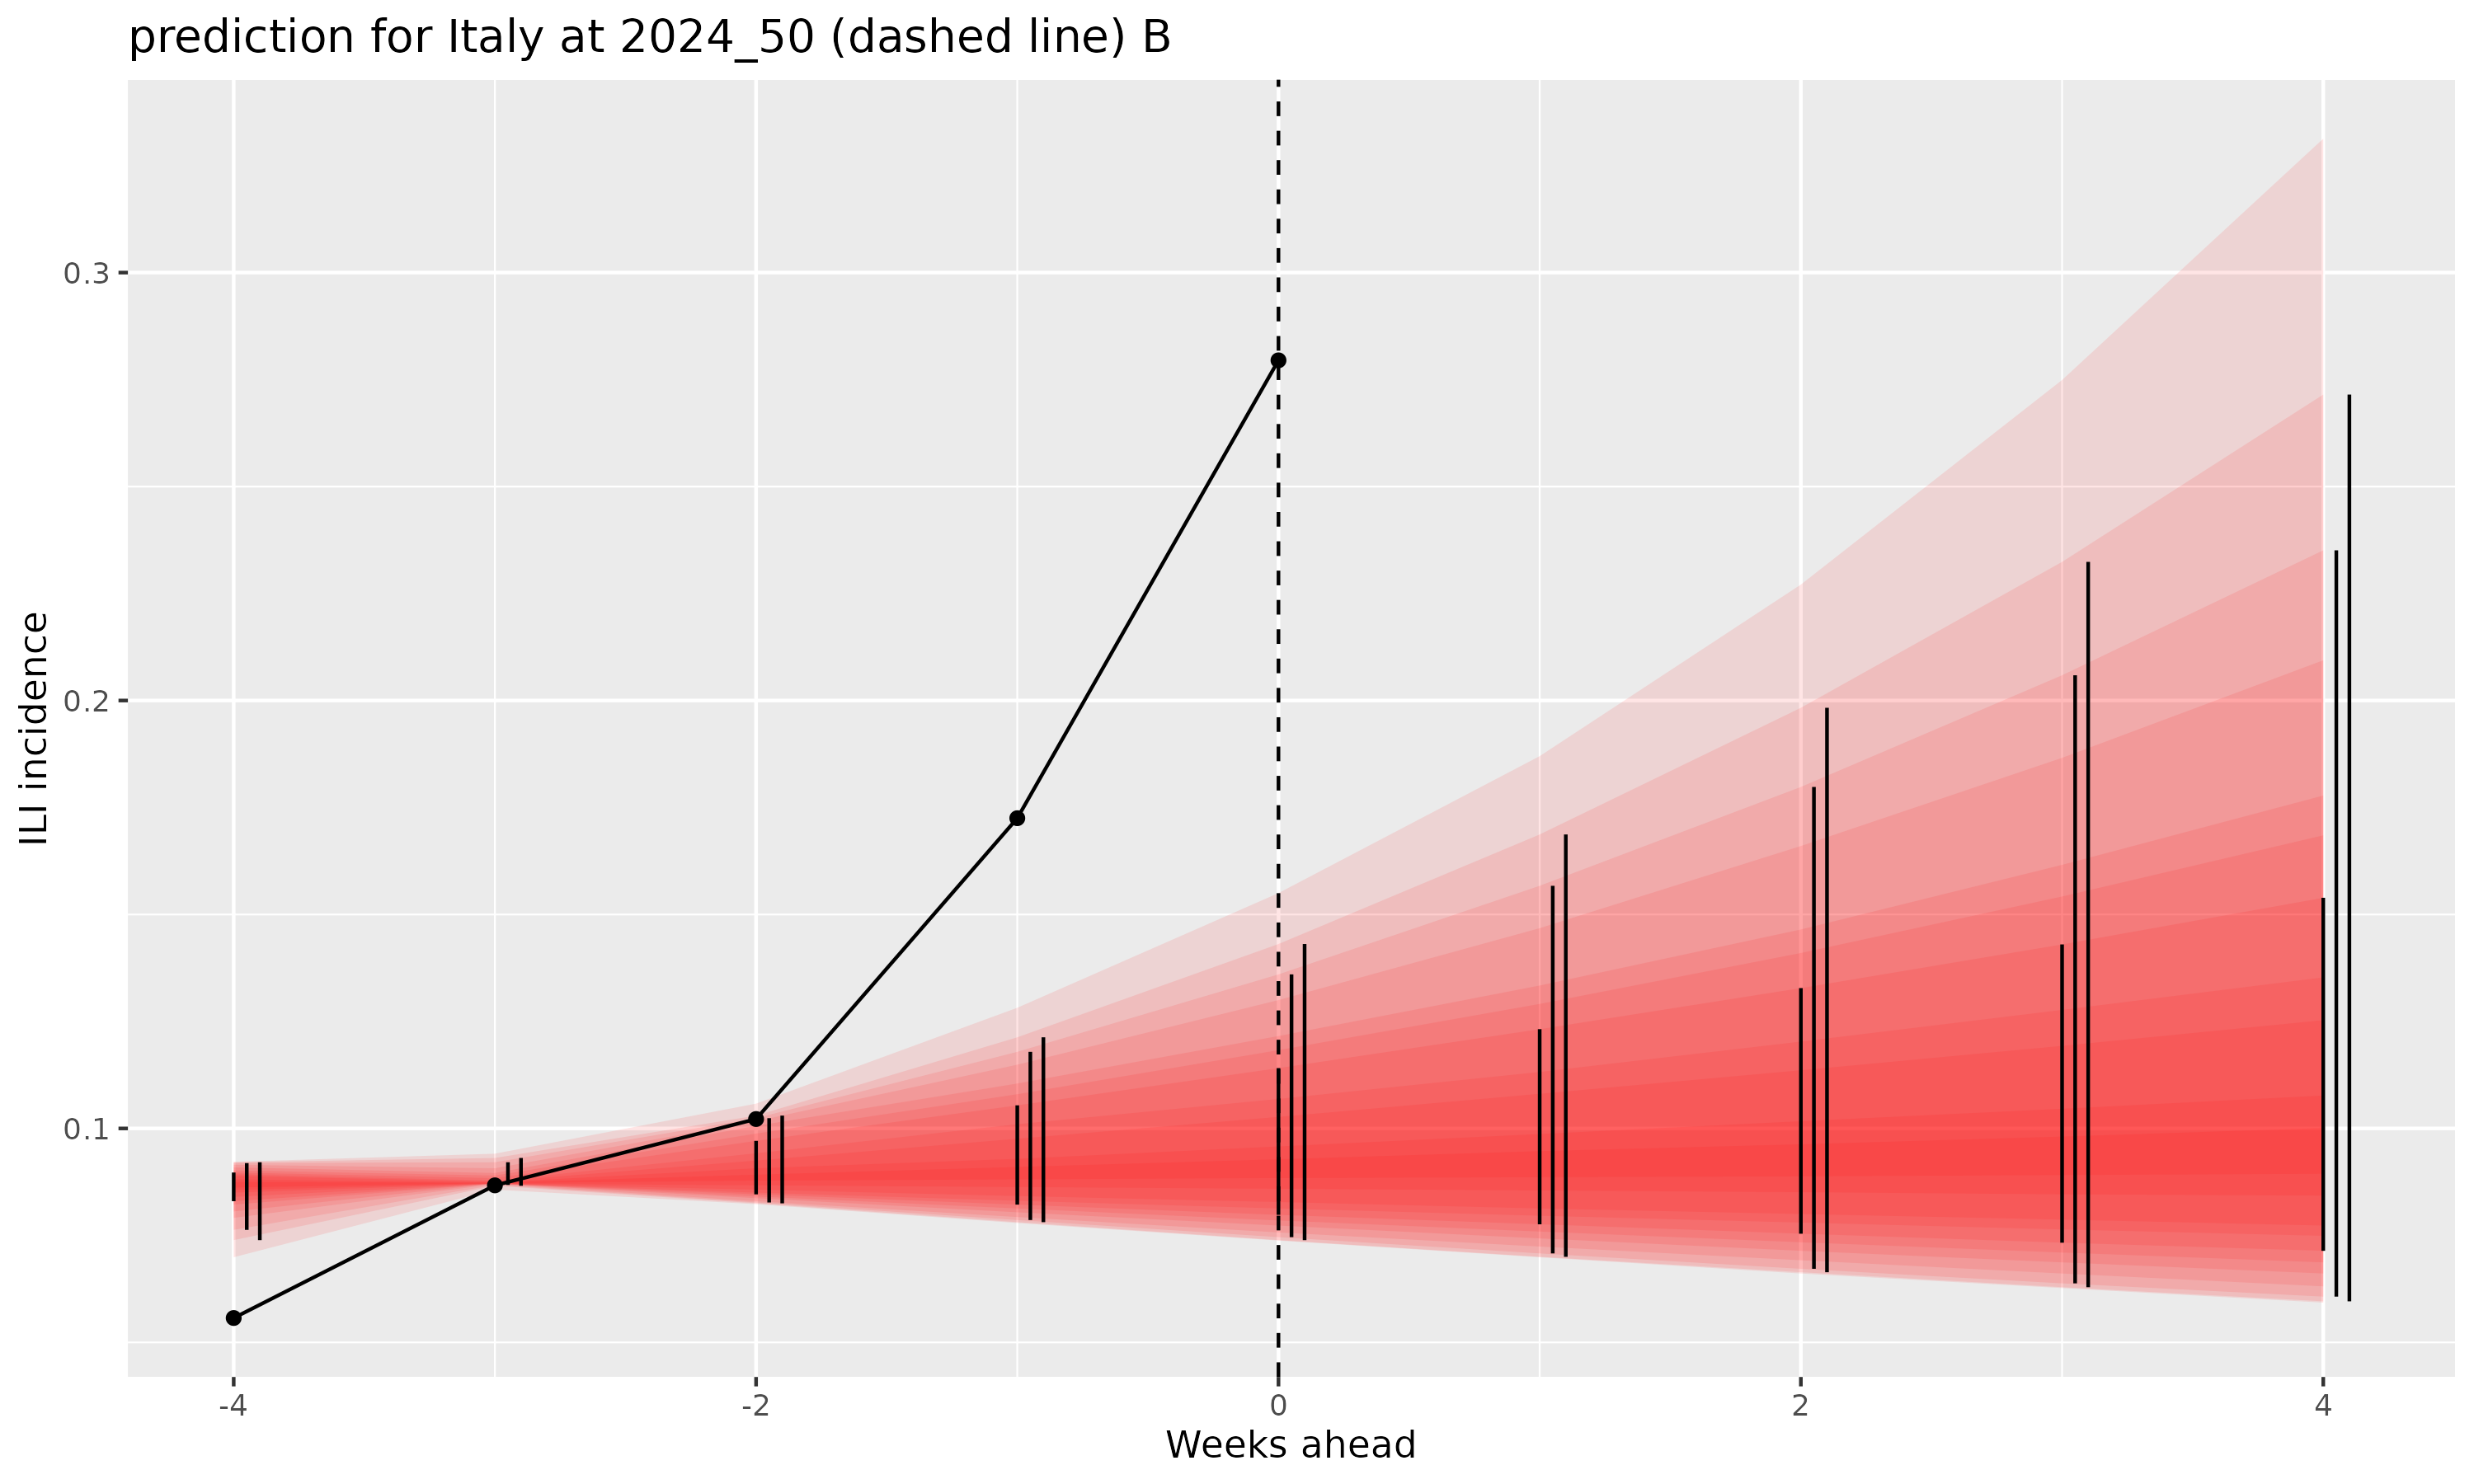 prediction for Italy at 2024_50 (dashed line) B
ILI incidence
0.3
0.2
0.1
-4
-2
0
2
4
Weeks ahead